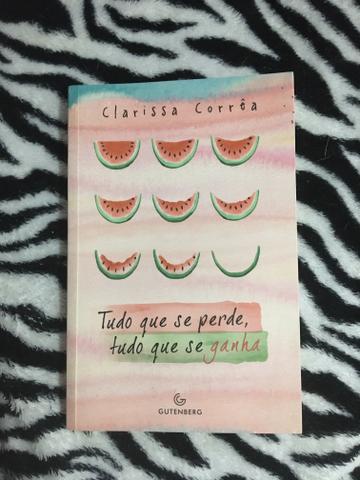 Clarissa Corrêa
Tudo que se perde,
tudo que se ganha
GUTENBERG